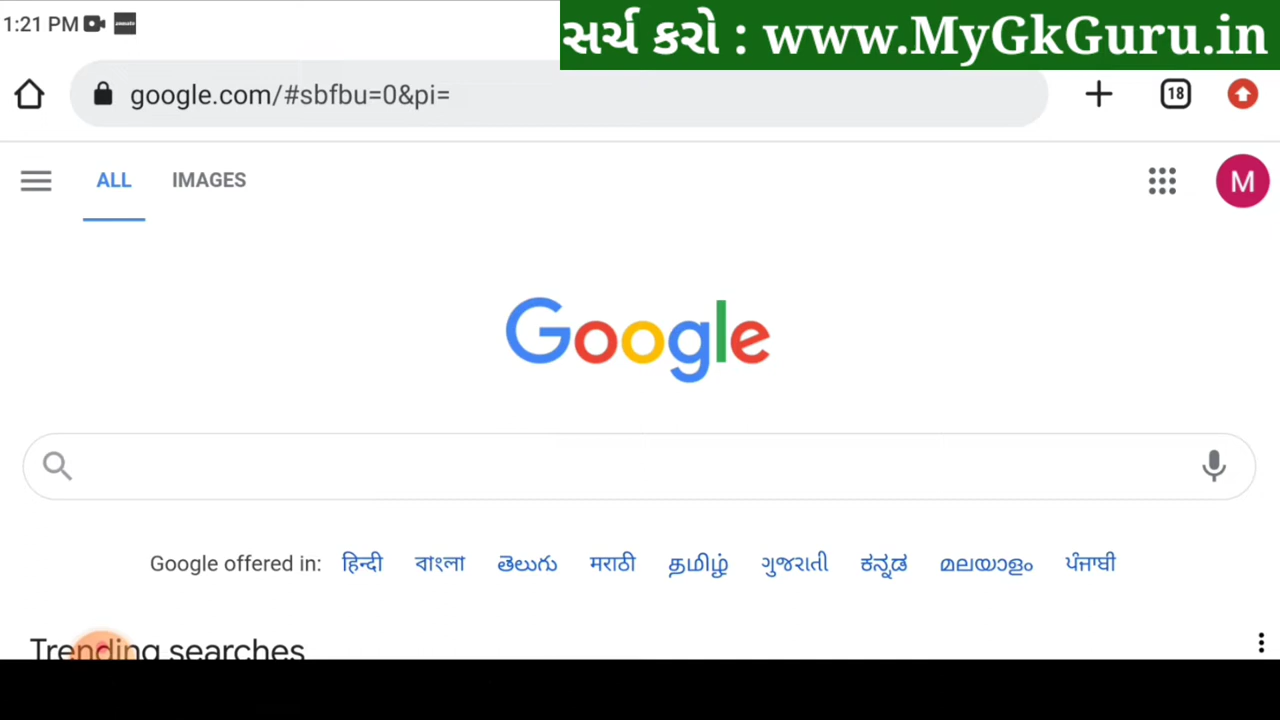 1:21 PM
સર્ચ કરો : www.MyGkGuru.in
google.com/#sbfbu=0&pi=
18
ALL IMAGES
M
Google
Google offered in: हिन्दी বাংলা తెలుగు मराठी தமிழ் ગુજરાતી ಕನ್ನಡ മലയാളം ਪੰਜਾਬੀ
Trending searches